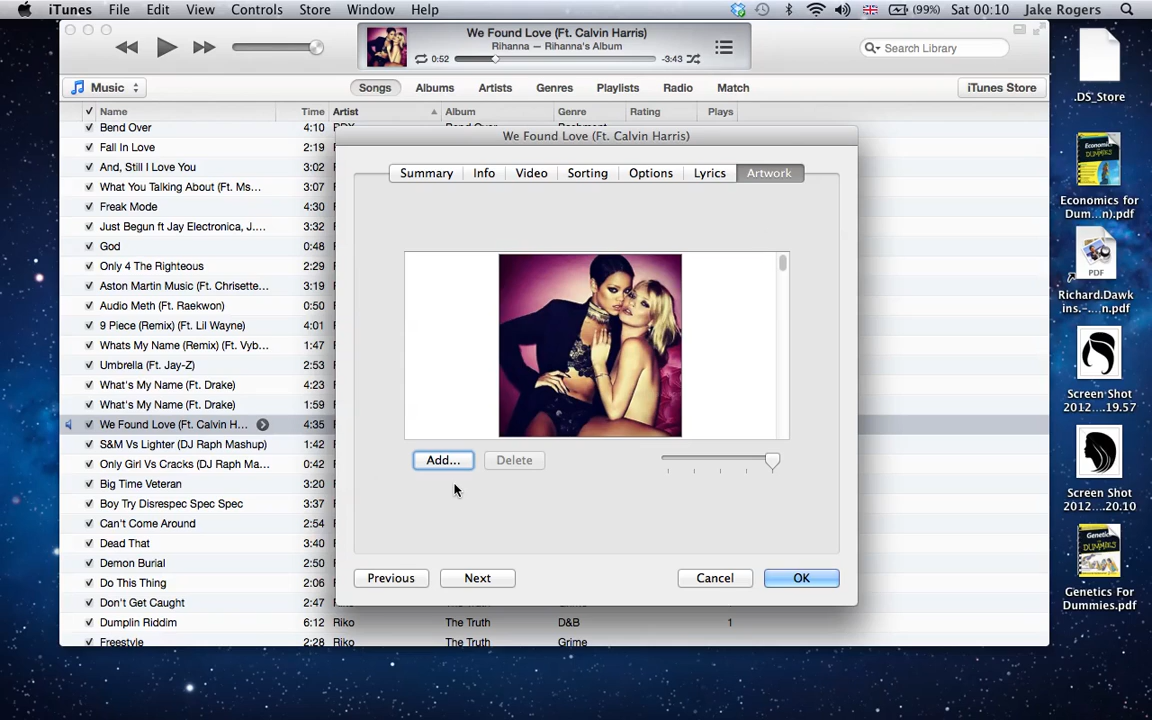 iTunes File Edit View Controls Store Window Help (99%) Sat 00:10 Jake Rogers
We Found Love (Ft. Calvin Harris)
Rihanna — Rihanna's Album
0:52 -3:43
Search Library
Music Songs Albums Artists Genres Playlists Radio Match iTunes Store
Name Time Artist Album Genre Rating Plays
Bend Over 4:10
Fall In Love 2:19
And, Still I Love You 3:02
What You Talking About (Ft. Ms... 3:07
Freak Mode 4:30
Just Begun ft Jay Electronica, J.... 3:32
God 0:48
Only 4 The Righteous 2:29
Aston Martin Music (Ft. Chrisette... 3:19
Audio Meth (Ft. Raekwon) 0:50
9 Piece (Remix) (Ft. Lil Wayne) 4:01
Whats My Name (Remix) (Ft. Vyb... 1:47
Umbrella (Ft. Jay-Z) 3:32
What's My Name (Ft. Drake) 4:23
What's My Name (Ft. Drake) 1:59
We Found Love (Ft. Calvin H... 4:35
S&M Vs Lighter (DJ Raph Mashup) 1:42
Only Girl Vs Cracks (DJ Raph Ma... 0:42
Big Time Veteran 3:20
Boy Try Disrespec Spec Spec 3:37
Can't Come Around 2:54
Dead That 3:40
Demon Burial 2:50
Do This Thing 2:06
Don't Get Caught 2:47
Dumplin Riddim 6:12 Riko The Truth D&B 1
Freestyle 2:28 Riko The Truth Grime
We Found Love (Ft. Calvin Harris)
Summary Info Video Sorting Options Lyrics Artwork
Add... Delete
Previous Next Cancel OK
.DS_Store
Economics
DUMMIES
Economics for
Dum...n).pdf
PDF
Richard.Dawk
ins.-...n.pdf
Screen Shot
2012....19.57
Screen Shot
2012....20.10
Genetics
DUMMIES
Genetics For
Dummies.pdf